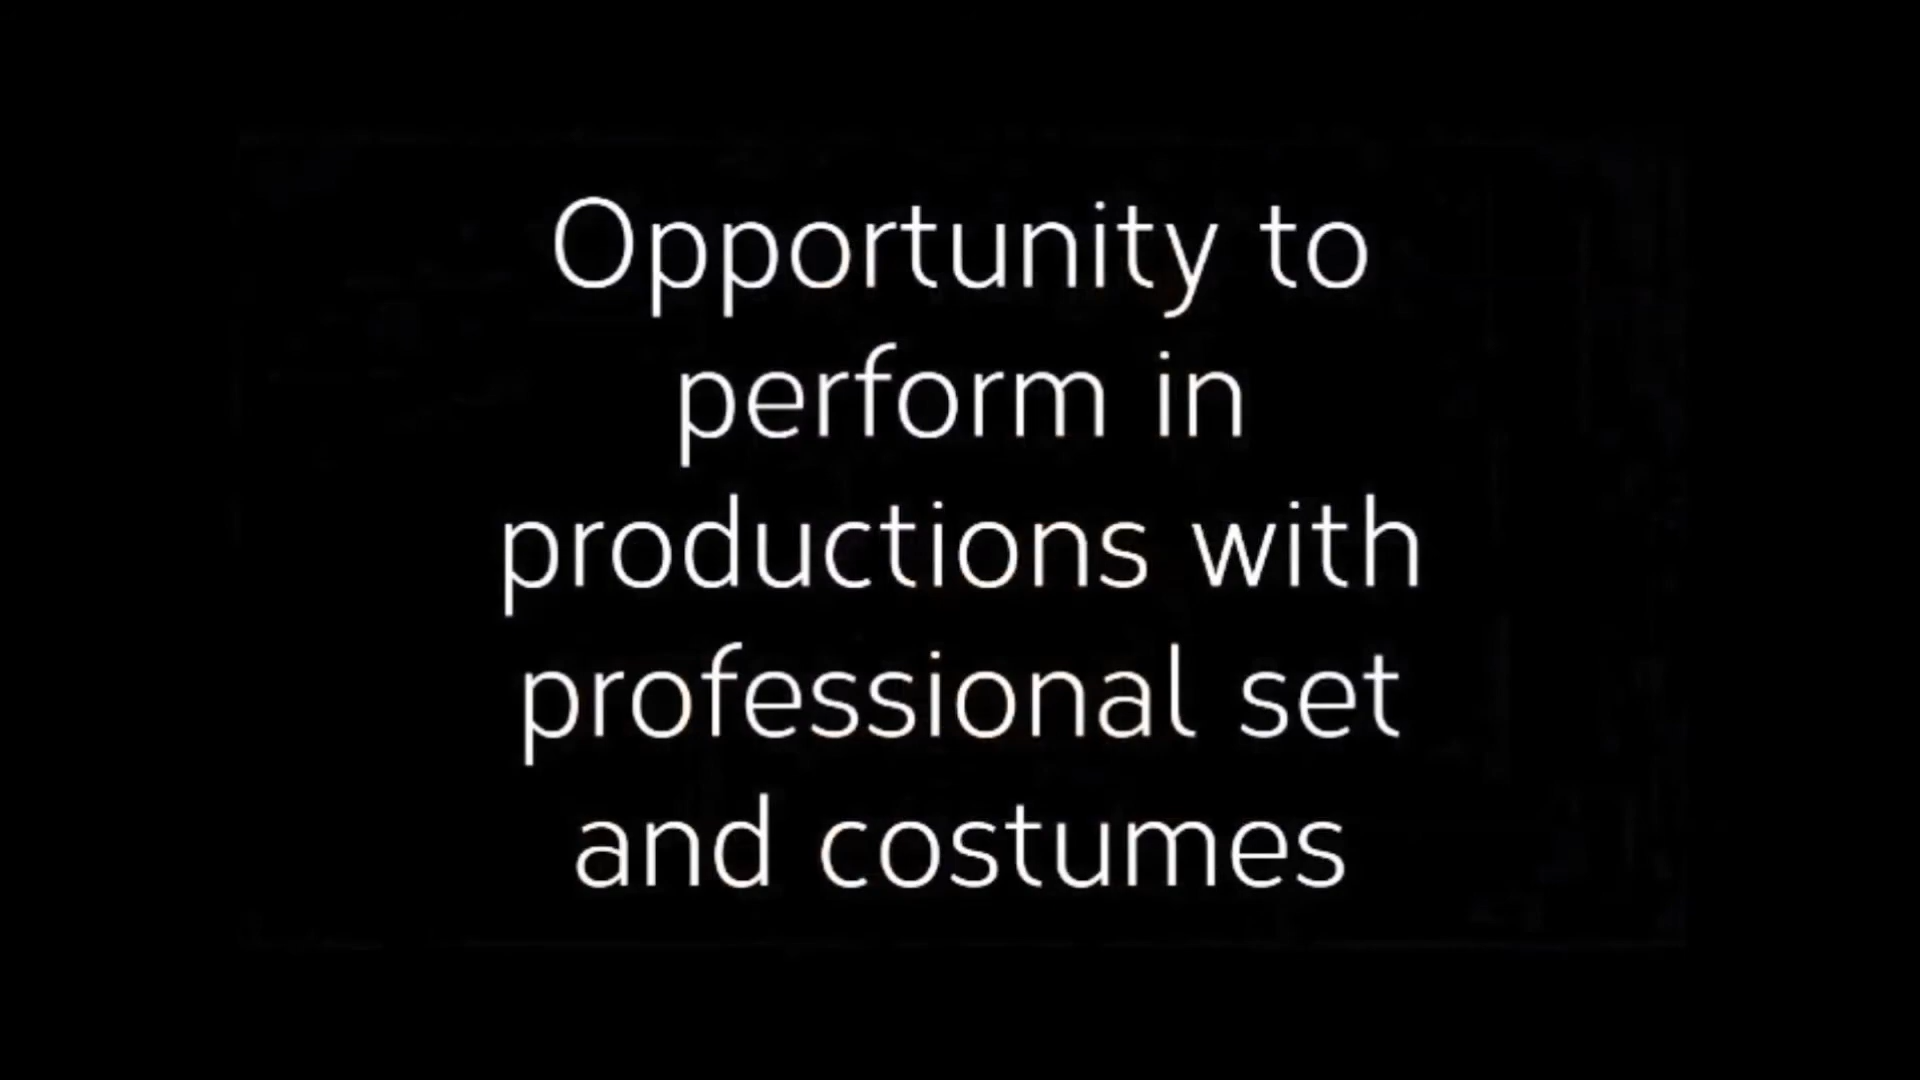 Opportunity to
perform in
productions with
professional set
and costumes